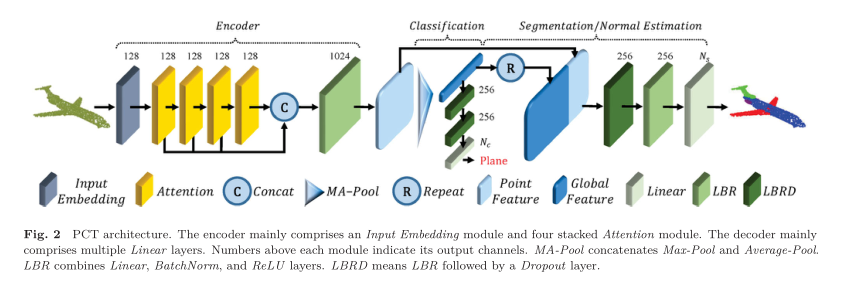 Encoder
Classification
Segmentation/Normal Estimation
128
128 128 128 128
1024
256
256
N_c
Plane
256 256 N_s
C
R
Input Embedding
Attention
C Concat
MA-Pool
R Repeat
Point Feature
Global Feature
Linear
LBR
LBRD
Fig. 2 PCT architecture. The encoder mainly comprises an Input Embedding module and four stacked Attention module. The decoder mainly
comprises multiple Linear layers. Numbers above each module indicate its output channels. MA-Pool concatenates Max-Pool and Average-Pool.
LBR combines Linear, BatchNorm, and ReLU layers. LBRD means LBR followed by a Dropout layer.